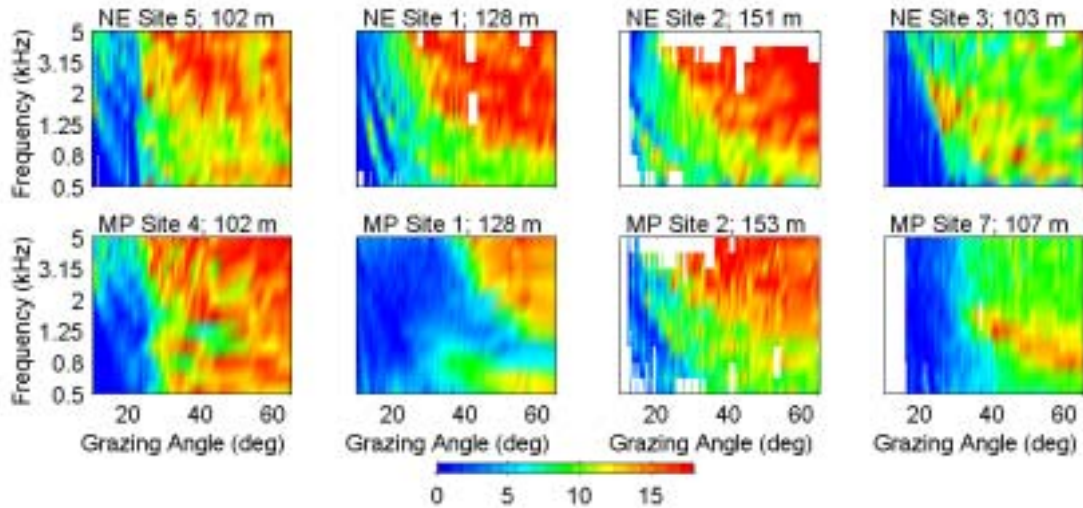 NE Site 5; 102 m NE Site 1; 128 m NE Site 2; 151 m NE Site 3; 103 m
Frequency (kHz)
5
3.15
2
1.25
0.8
0.5
MP Site 4; 102 m MP Site 1; 128 m MP Site 2; 153 m MP Site 7; 107 m
Frequency (kHz)
5
3.15
2
1.25
0.8
0.5
20 40 60 20 40 60 20 40 60 20 40 60
Grazing Angle (deg) Grazing Angle (deg) Grazing Angle (deg) Grazing Angle (deg)
0 5 10 15